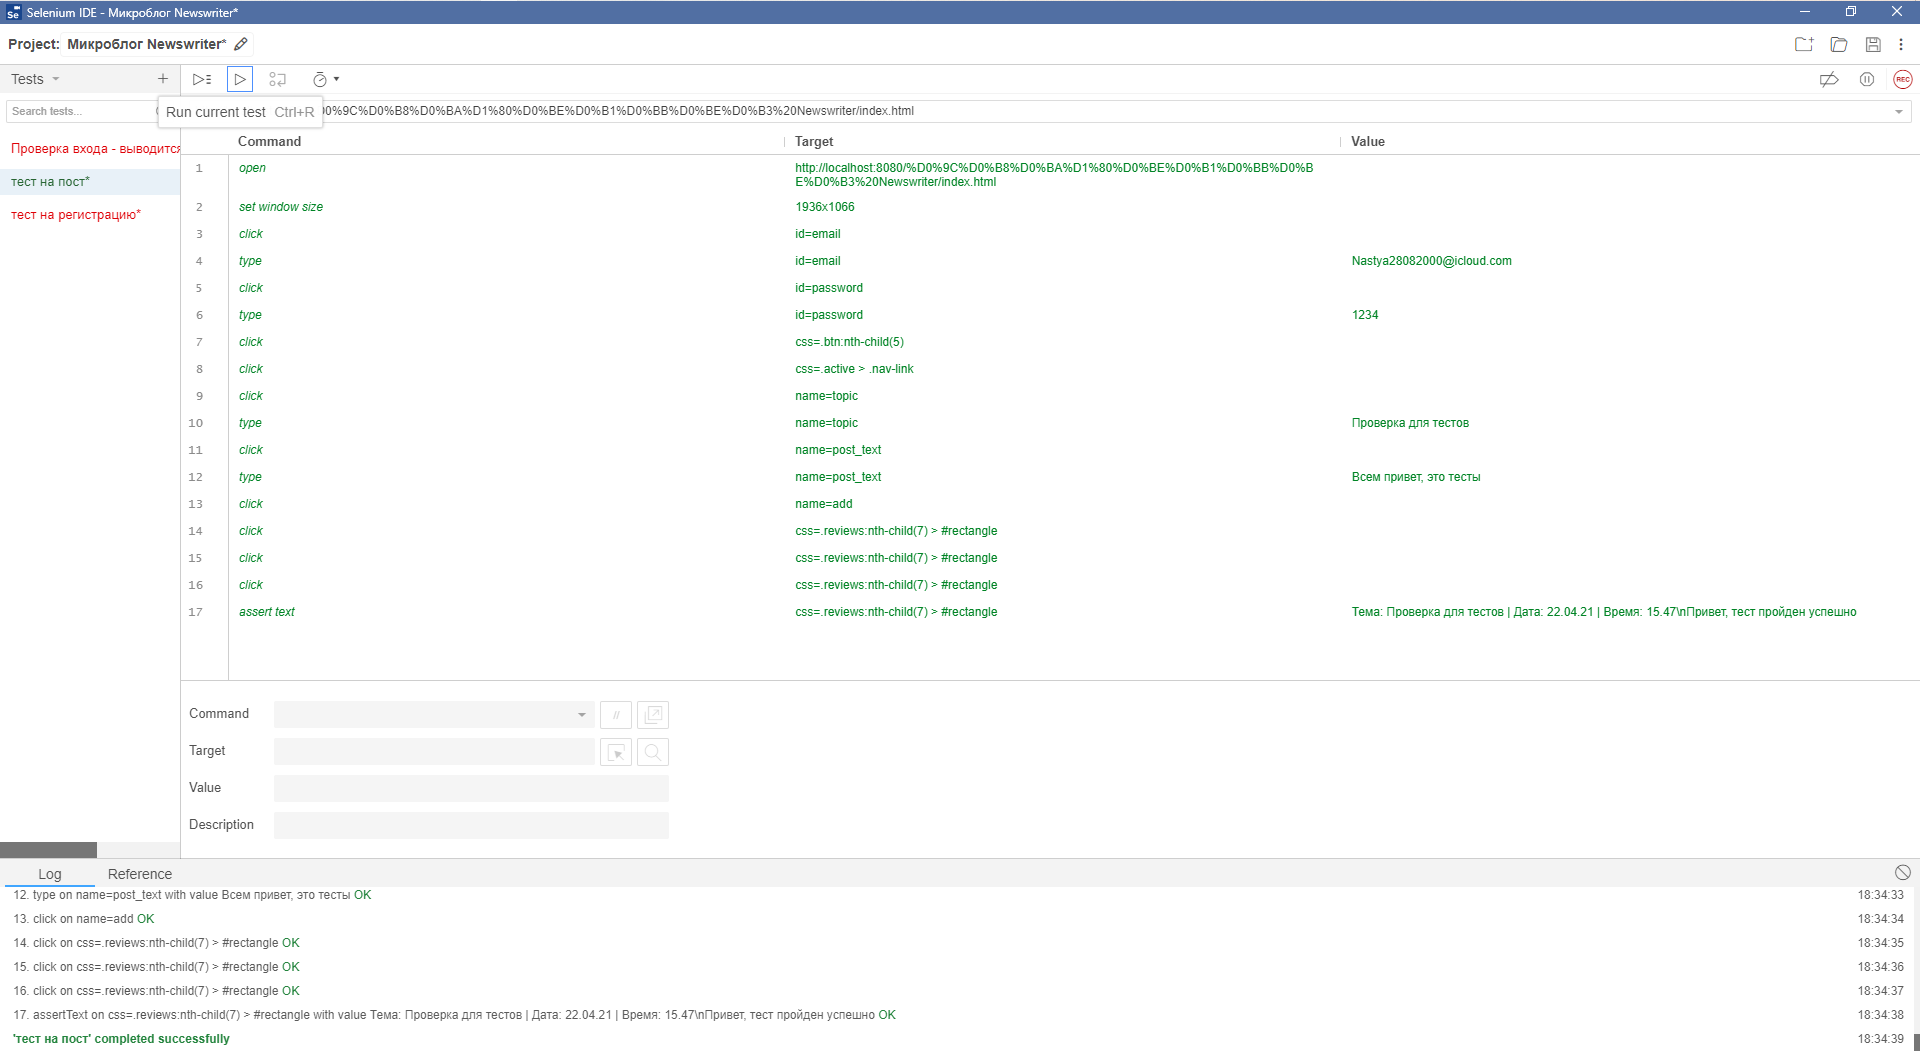 Selenium IDE - Микроблог Newswriter*
Project: Микроблог Newswriter*
Tests
REC
Search tests...
Run current test Ctrl+R
0%9C%D0%B8%D0%BA%D1%80%D0%BE%D0%B1%D0%BB%D0%BE%D0%B3%20Newswriter/index.html
Проверка входа - выводится
тест на пост*
тест на регистрацию*
Command Target Value
1 open http://localhost:8080/%D0%9C%D0%B8%D0%BA%D1%80%D0%BE%D0%B1%D0%BB%D0%B
E%D0%B3%20Newswriter/index.html
2 set window size 1936x1066
3 click id=email
4 type id=email Nastya28082000@icloud.com
5 click id=password
6 type id=password 1234
7 click css=.btn:nth-child(5)
8 click css=.active > .nav-link
9 click name=topic
10 type name=topic Проверка для тестов
11 click name=post_text
12 type name=post_text Всем привет, это тесты
13 click name=add
14 click css=.reviews:nth-child(7) > #rectangle
15 click css=.reviews:nth-child(7) > #rectangle
16 click css=.reviews:nth-child(7) > #rectangle
17 assert text css=.reviews:nth-child(7) > #rectangle Тема: Проверка для тестов | Дата: 22.04.21 | Время: 15.47\nПривет, тест пройден успешно
Command //
Target
Value
Description
Log Reference
12. type on name=post_text with value Всем привет, это тесты OK 18:34:33
13. click on name=add OK 18:34:34
14. click on css=.reviews:nth-child(7) > #rectangle OK 18:34:35
15. click on css=.reviews:nth-child(7) > #rectangle OK 18:34:36
16. click on css=.reviews:nth-child(7) > #rectangle OK 18:34:37
17. assertText on css=.reviews:nth-child(7) > #rectangle with value Тема: Проверка для тестов | Дата: 22.04.21 | Время: 15.47\nПривет, тест пройден успешно OK 18:34:38
'тест на пост' completed successfully 18:34:39